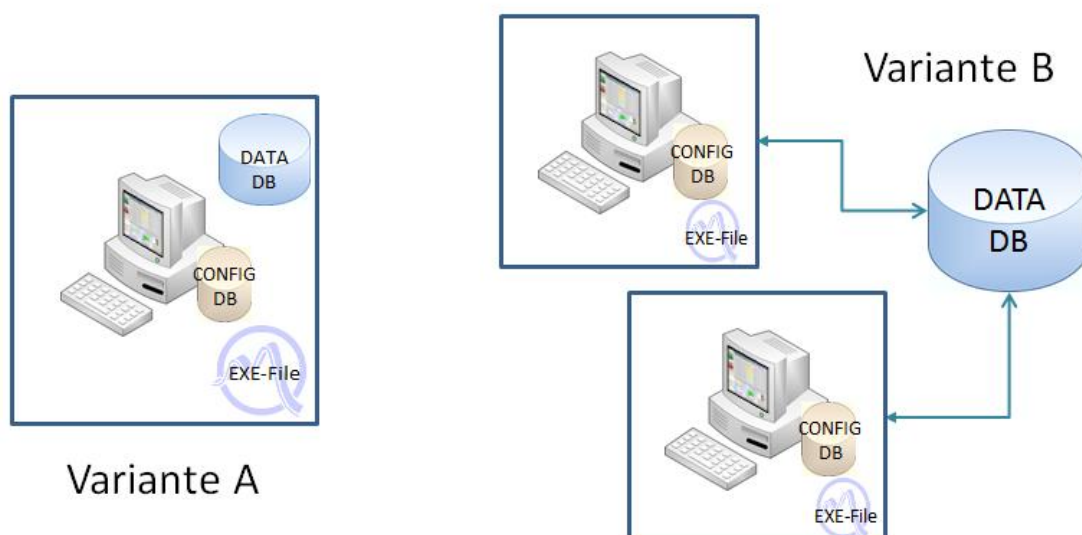 DATA
DB
CONFIG
DB
EXE-File
Variante A
CONFIG
DB
EXE-File
Variante B
DATA
DB
CONFIG
DB
EXE-File